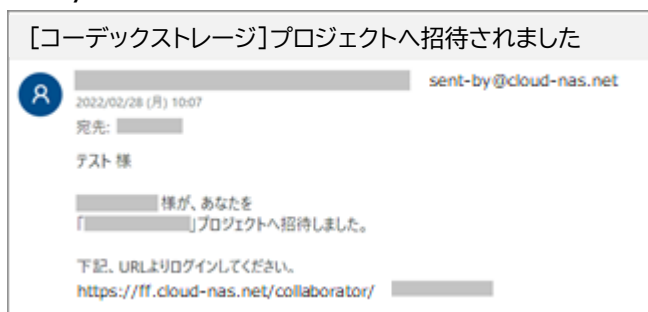 [コーデックストレージ]プロジェクトへ招待されました
sent-by@cloud-nas.net
2022/02/28 (月) 10:07
宛先:
テスト 様
様が、あなたを
「」プロジェクトへ招待しました。
下記、URLよりログインしてください。
https://ff.cloud-nas.net/collaborator/